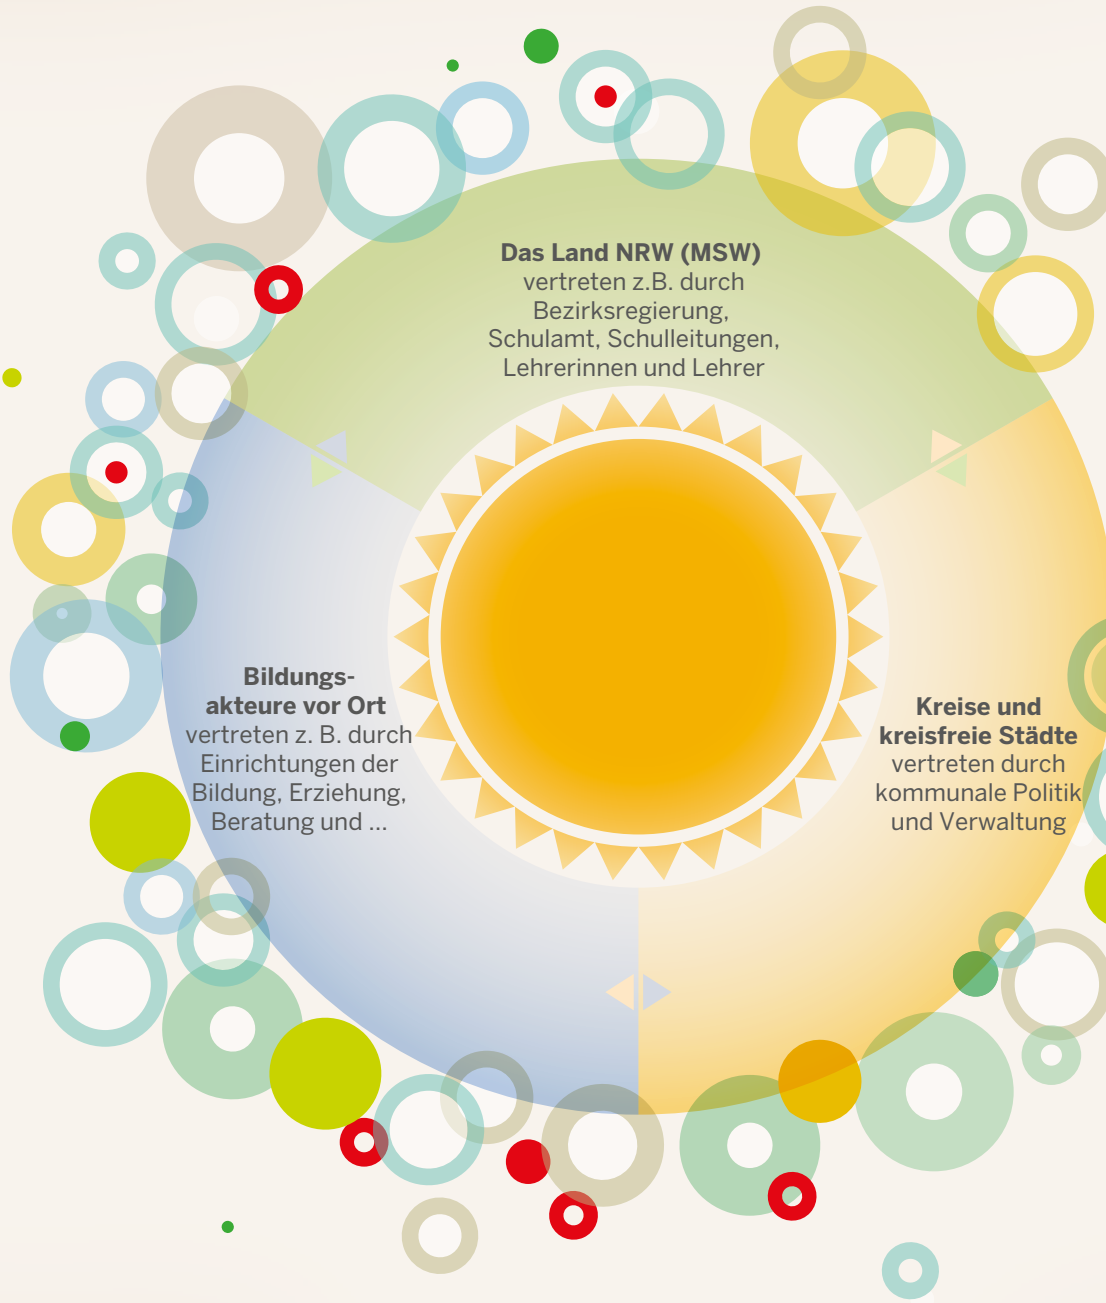 Das Land NRW (MSW)
vertreten z.B. durch
Bezirksregierung,
Schulamt, Schulleitungen,
Lehrerinnen und Lehrer
Bildungs-
akteure vor Ort
vertreten z. B. durch
Einrichtungen der
Bildung, Erziehung,
Beratung und ...
Kreise und
kreisfreie Städte
vertreten durch
kommunale Politik
und Verwaltung